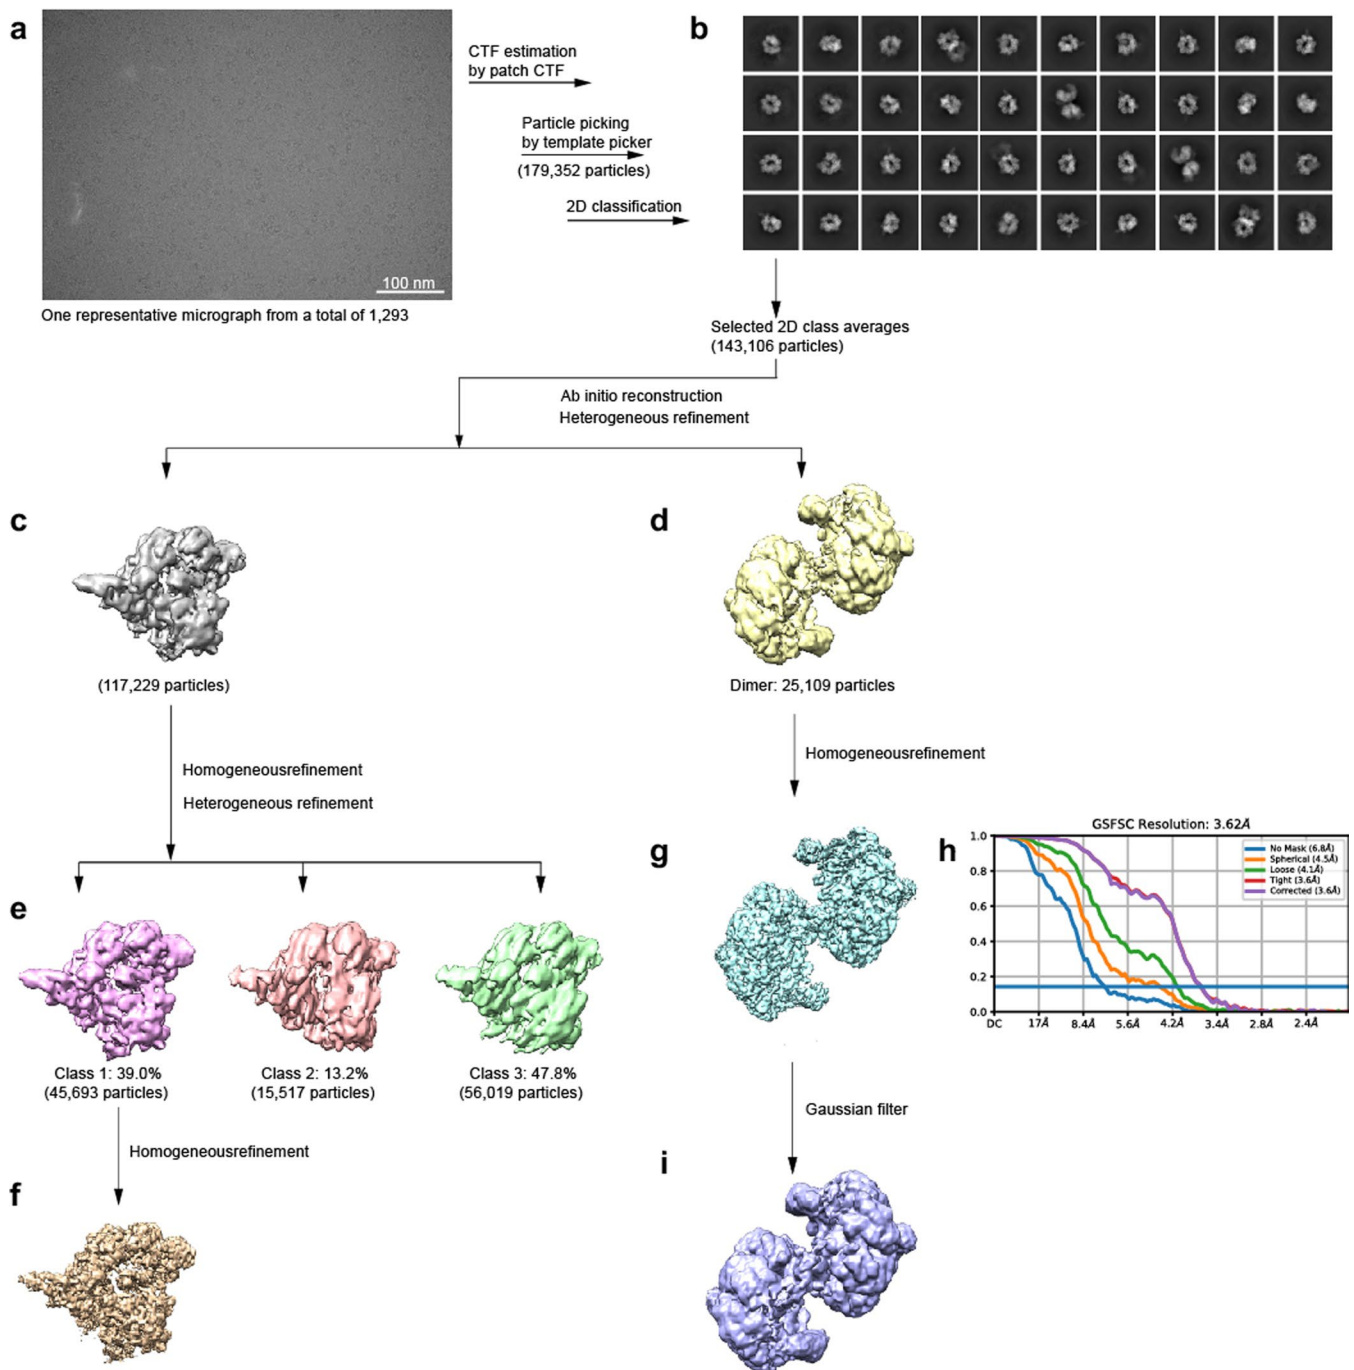 a
CTF estimation
by patch CTF
Particle picking
by template picker
(179,352 particles)
2D classification
100 nm
One representative micrograph from a total of 1,293
b
Selected 2D class averages
(143,106 particles)
Ab initio reconstruction
Heterogeneous refinement
c
(117,229 particles)
d
Dimer: 25,109 particles
Homogeneousrefinement
Heterogeneous refinement
Homogeneousrefinement
e
Class 1: 39.0%
(45,693 particles)
Class 2: 13.2%
(15,517 particles)
Class 3: 47.8%
(56,019 particles)
Homogeneousrefinement
f
g
h
GSFSC Resolution: 3.62Å
1.0
0.8
0.6
0.4
0.2
0.0
DC
17Å
8.4Å
5.6Å
4.2Å
3.4Å
2.8Å
2.4Å
No Mask (6.8Å)
Spherical (4.5Å)
Loose (4.1Å)
Tight (3.6Å)
Corrected (3.6Å)
Gaussian filter
i